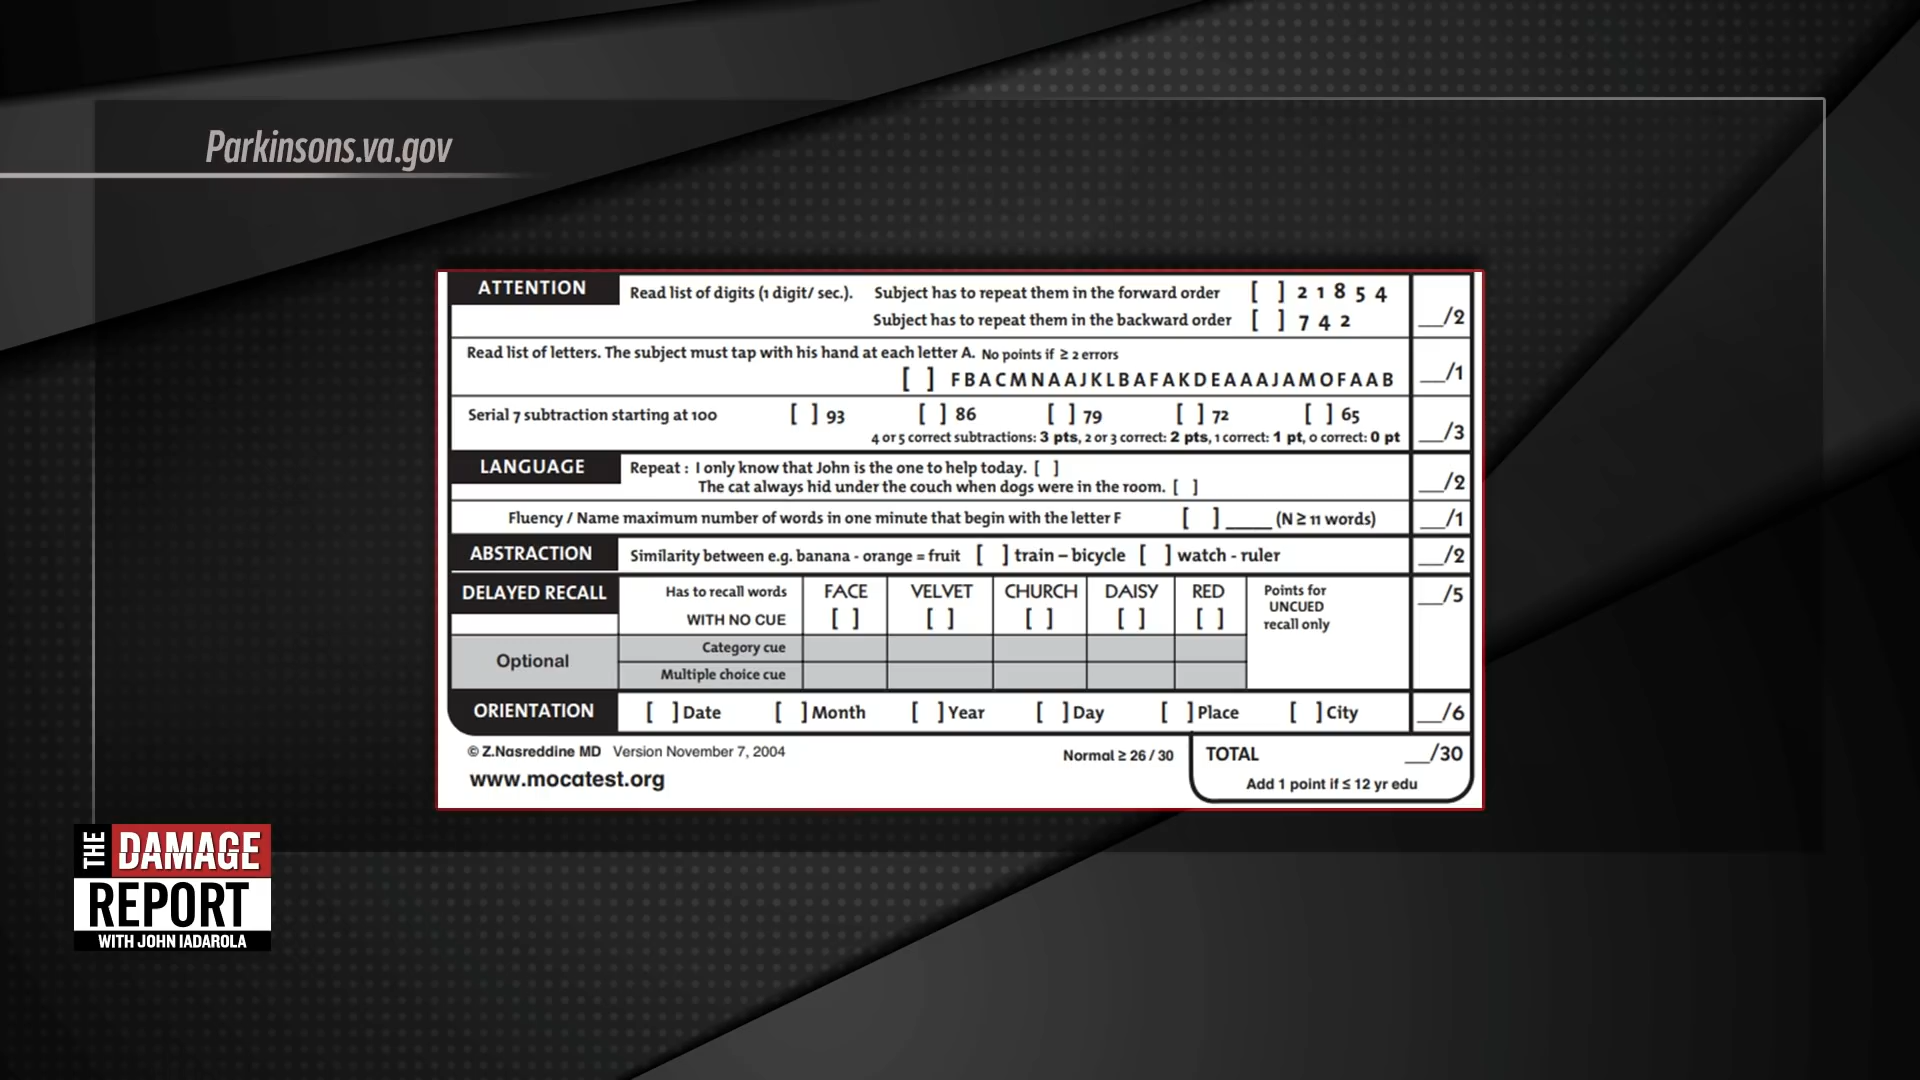 Parkinsons.va.gov
ATTENTION
Read list of digits (1 digit/ sec.). Subject has to repeat them in the forward order [ ] 2 1 8 5 4
Subject has to repeat them in the backward order [ ] 7 4 2 __/2
Read list of letters. The subject must tap with his hand at each letter A. No points if ≥ 2 errors
[ ] F B A C M N A A J K L B A F A K D E A A A J A M O F A A B __/1
Serial 7 subtraction starting at 100 [ ] 93 [ ] 86 [ ] 79 [ ] 72 [ ] 65
4 or 5 correct subtractions: 3 pts, 2 or 3 correct: 2 pts, 1 correct: 1 pt, 0 correct: 0 pt __/3
LANGUAGE
Repeat : I only know that John is the one to help today. [ ]
The cat always hid under the couch when dogs were in the room. [ ] __/2
Fluency / Name maximum number of words in one minute that begin with the letter F [ ] ____ (N ≥ 11 words) __/1
ABSTRACTION Similarity between e.g. banana - orange = fruit [ ] train – bicycle [ ] watch - ruler __/2
DELAYED RECALL Has to recall words FACE VELVET CHURCH DAISY RED Points for __/5
WITH NO CUE [ ] [ ] [ ] [ ] [ ] UNCUED
recall only
Optional
Category cue
Multiple choice cue
ORIENTATION [ ] Date [ ] Month [ ] Year [ ] Day [ ] Place [ ] City __/6
© Z.Nasreddine MD Version November 7, 2004 Normal ≥ 26 / 30 TOTAL __/30
www.mocatest.org Add 1 point if ≤ 12 yr edu
THE DAMAGE
REPORT
WITH JOHN IADAROLA